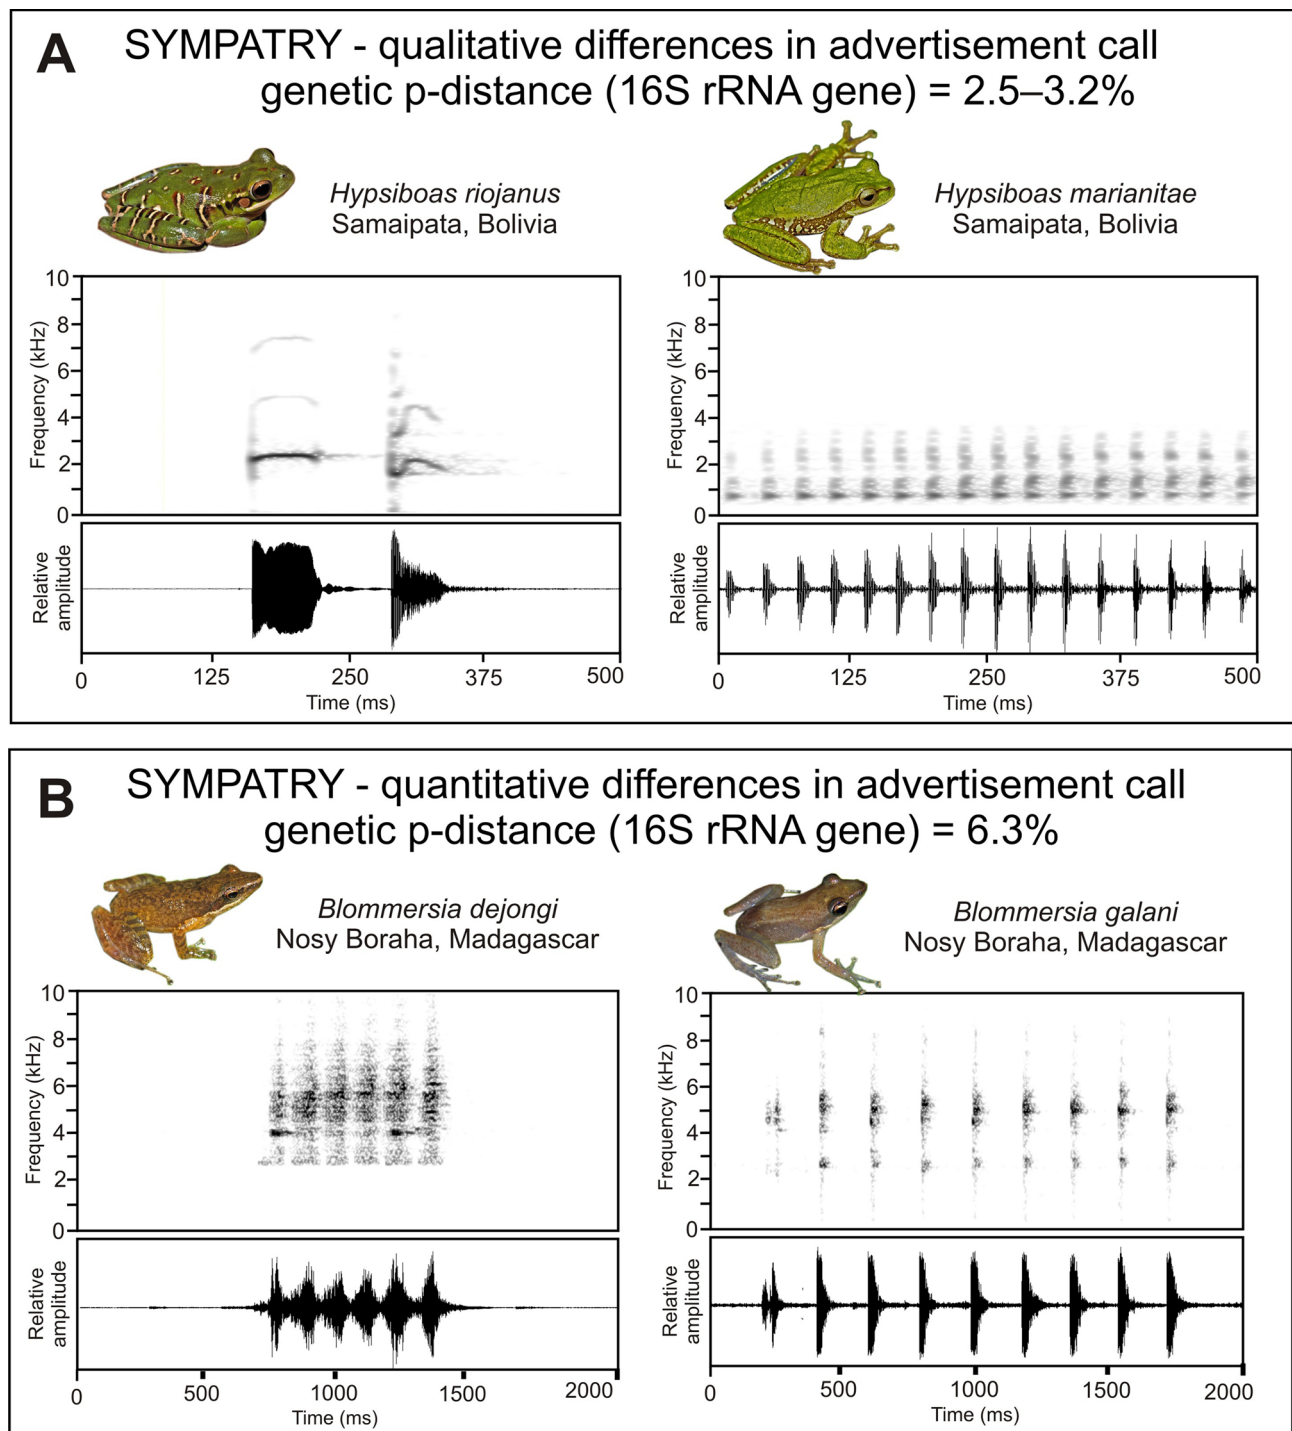 A
SYMPATRY - qualitative differences in advertisement call
genetic p-distance (16S rRNA gene) = 2.5–3.2%
Hypsiboas riojanus
Samaipata, Bolivia
Hypsiboas marianitae
Samaipata, Bolivia
Frequency (kHz)
10
8
6
4
2
0
Relative
amplitude
0 125 250 375 500
Time (ms)
Frequency (kHz)
10
8
6
4
2
0
Relative
amplitude
0 125 250 375 500
Time (ms)
B
SYMPATRY - quantitative differences in advertisement call
genetic p-distance (16S rRNA gene) = 6.3%
Blommersia dejongi
Nosy Boraha, Madagascar
Blommersia galani
Nosy Boraha, Madagascar
Frequency (kHz)
10
8
6
4
2
0
Relative
amplitude
0 500 1000 1500 2000
Time (ms)
Frequency (kHz)
10
8
6
4
2
0
Relative
amplitude
0 500 1000 1500 2000
Time (ms)